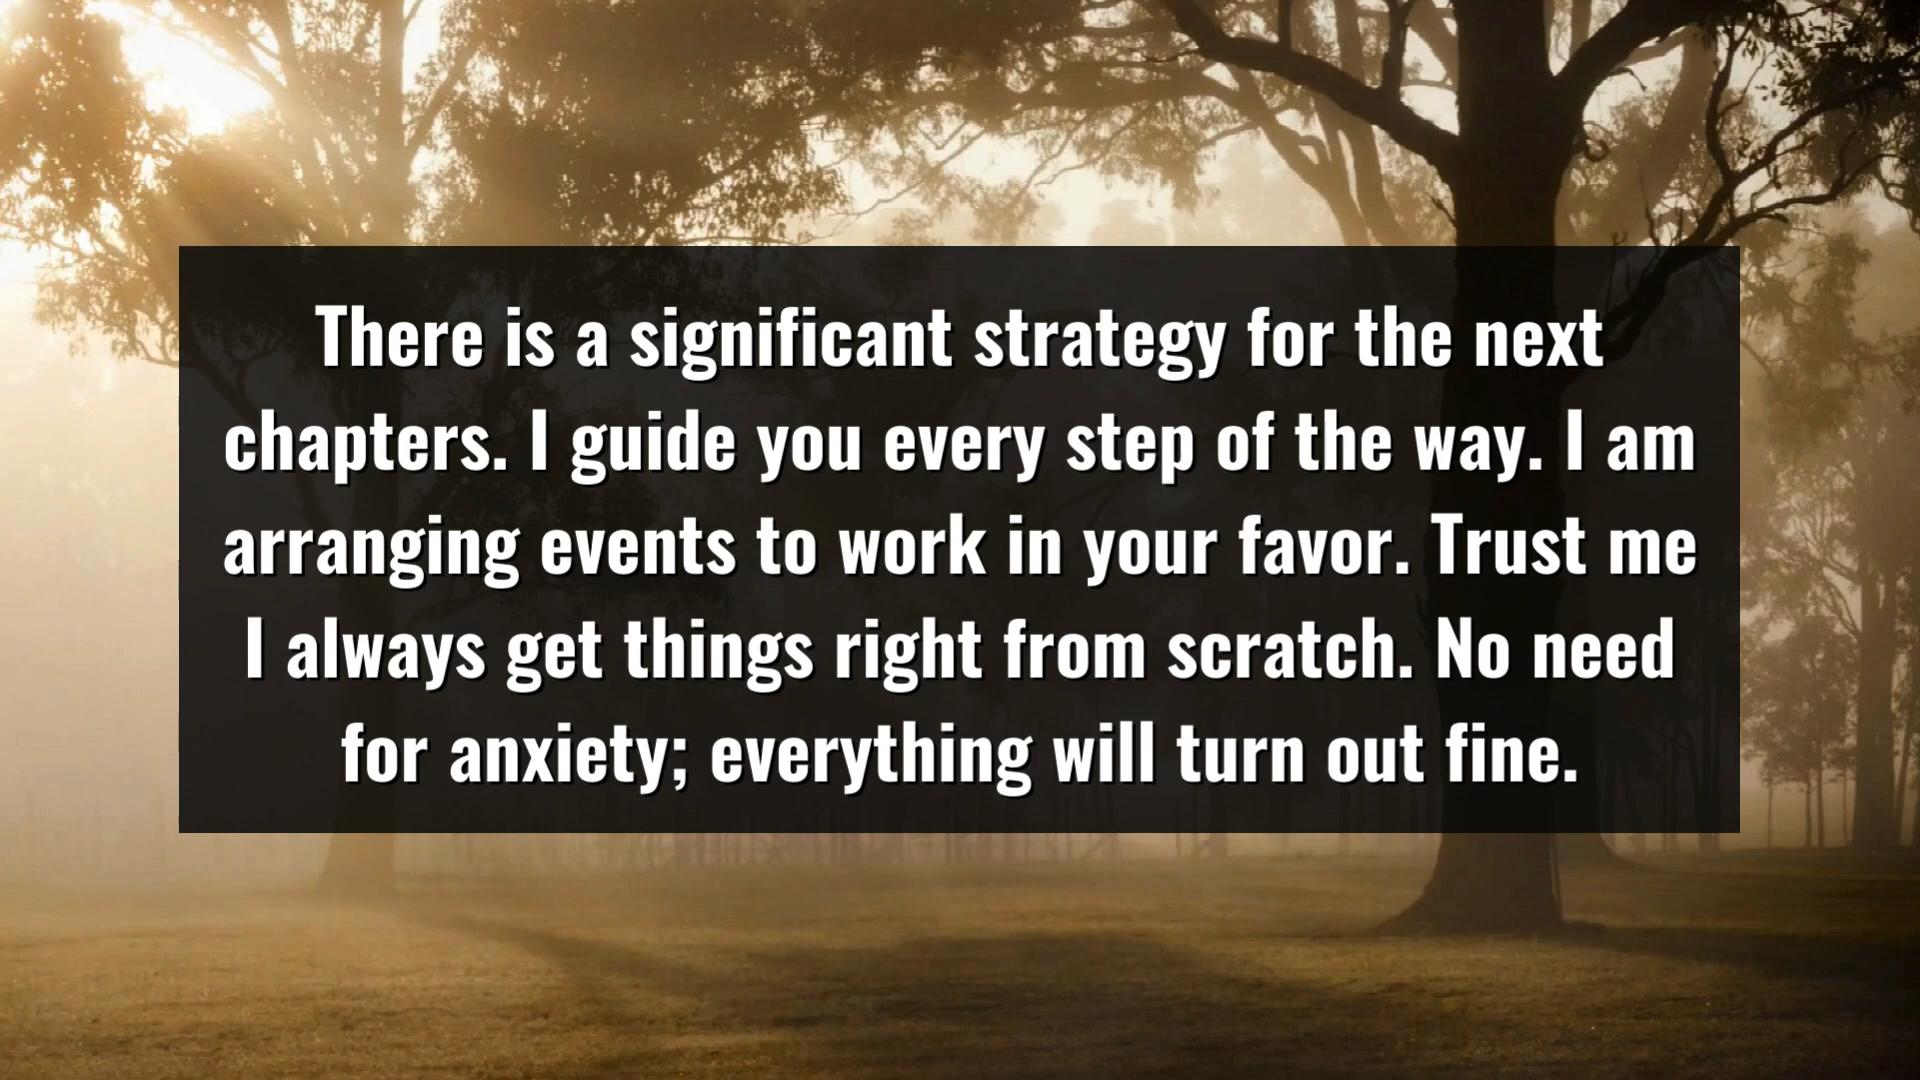 There is a significant strategy for the next
chapters. I guide you every step of the way. I am
arranging events to work in your favor. Trust me
I always get things right from scratch. No need
for anxiety; everything will turn out fine.